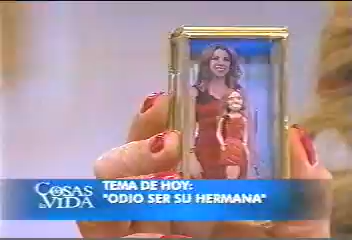 COSAS
DE LA
VIDA
TEMA DE HOY:
"ODIO SER SU HERMANA"